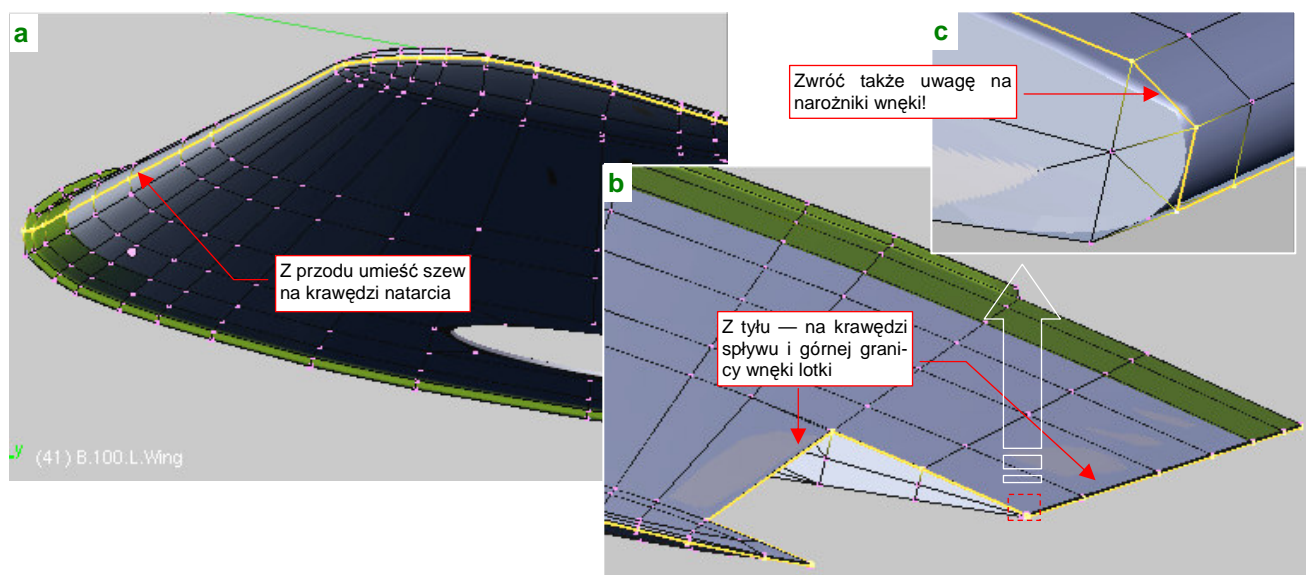 a
Z przodu umieść szew
na krawędzi natarcia
y
(41) B.100.L.Wing
b
Z tyłu — na krawędzi
spływu i górnej grani-
cy wnęki lotki
c
Zwróć także uwagę na
narożniki wnęki!